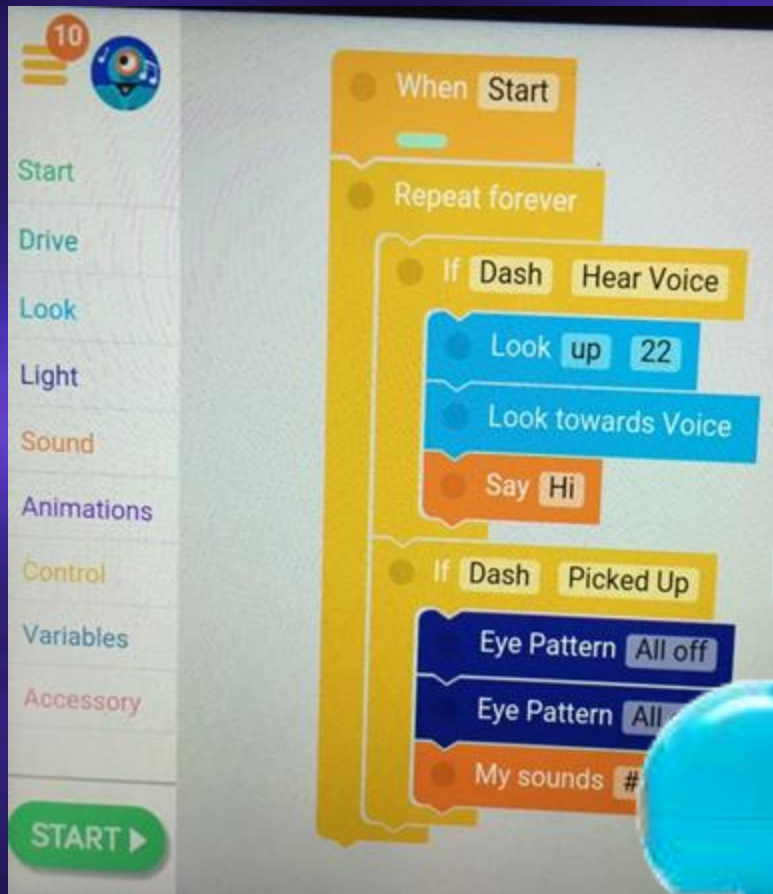 10
Start
Drive
Look
Light
Sound
Animations
Control
Variables
Accessory
START
When Start
Repeat forever
If Dash Hear Voice
Look up 22
Look towards Voice
Say Hi
If Dash Picked Up
Eye Pattern All off
Eye Pattern All
My sounds #